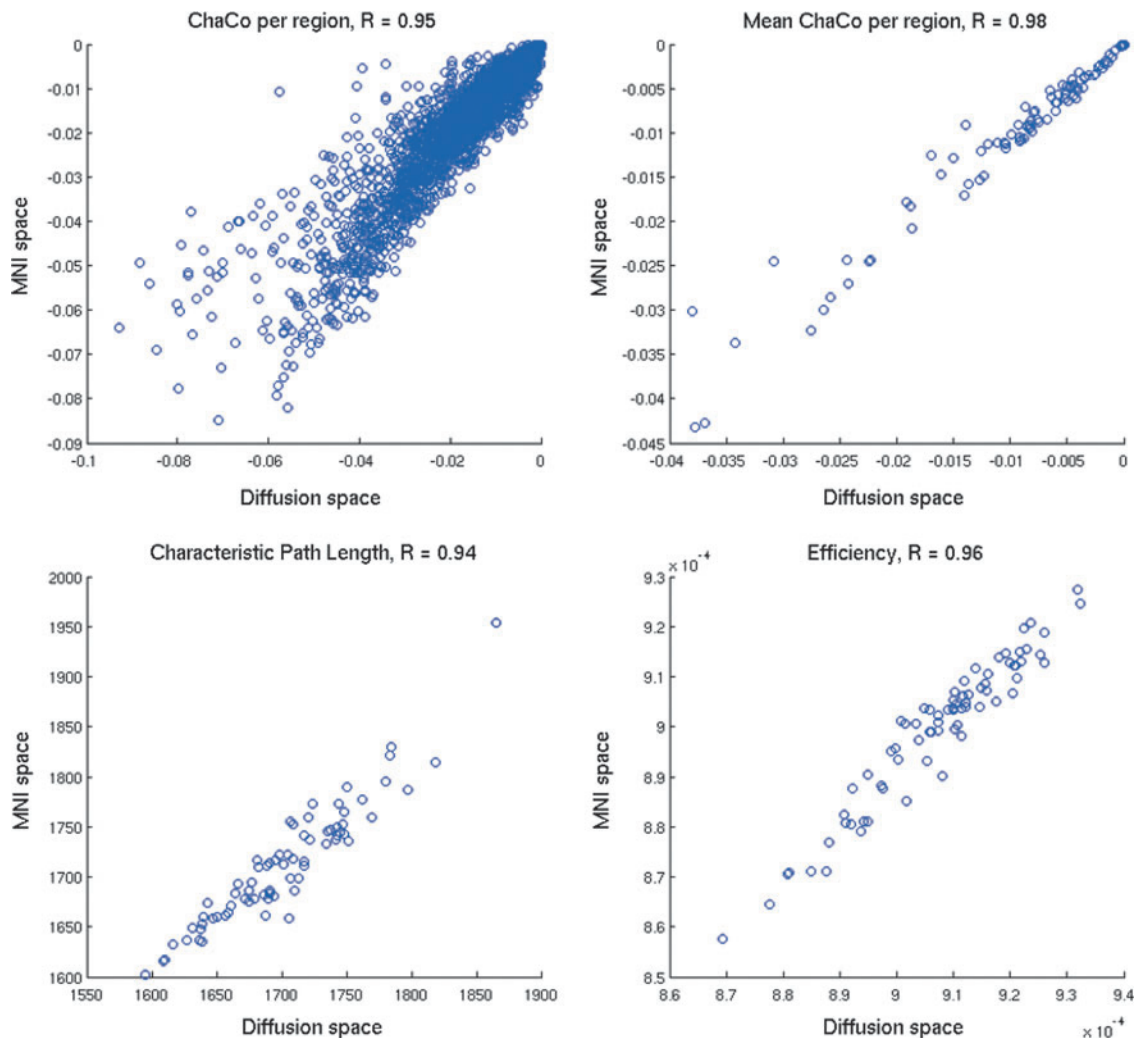 ChaCo per region, R = 0.95
0
-0.01
-0.02
-0.03
-0.04
-0.05
-0.06
-0.07
-0.08
-0.09
MNI space
-0.1 -0.08 -0.06 -0.04 -0.02 0
Diffusion space
Mean ChaCo per region, R = 0.98
0
-0.005
-0.01
-0.015
-0.02
-0.025
-0.03
-0.035
-0.04
-0.045
MNI space
-0.04 -0.035 -0.03 -0.025 -0.02 -0.015 -0.01 -0.005 0
Diffusion space
Characteristic Path Length, R = 0.94
2000
1950
1900
1850
1800
1750
1700
1650
1600
MNI space
1550 1600 1650 1700 1750 1800 1850 1900
Diffusion space
Efficiency, R = 0.96
x 10⁻⁴
9.3
9.2
9.1
9
8.9
8.8
8.7
8.6
8.5
MNI space
8.6 8.7 8.8 8.9 9 9.1 9.2 9.3 9.4
Diffusion space
x 10⁻⁴